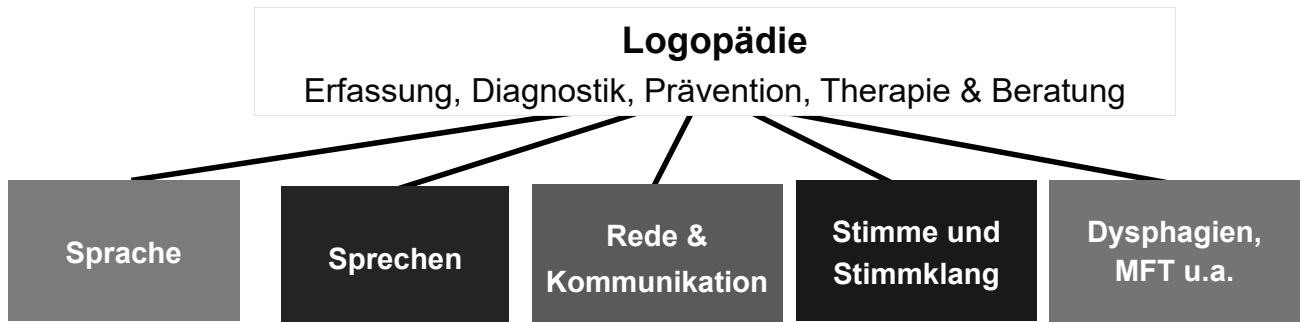 Logopädie
Erfassung, Diagnostik, Prävention, Therapie & Beratung
Sprache
Sprechen
Rede &
Kommunikation
Stimme und
Stimmklang
Dysphagien,
MFT u.a.